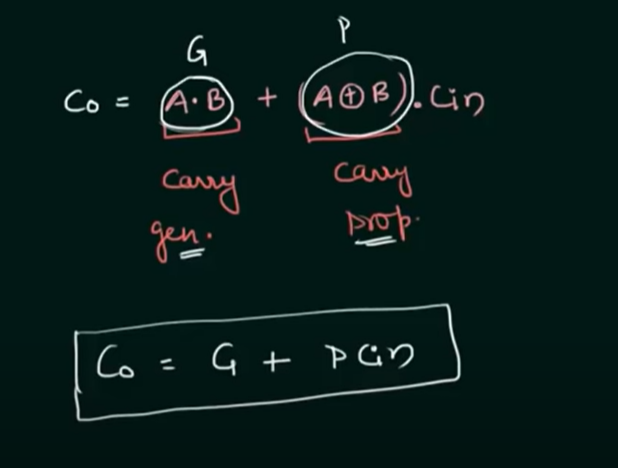 G P
Co = (A·B) + (A⊕B).Cin
Carry Carry
gen. prop.
Co = G + PCin